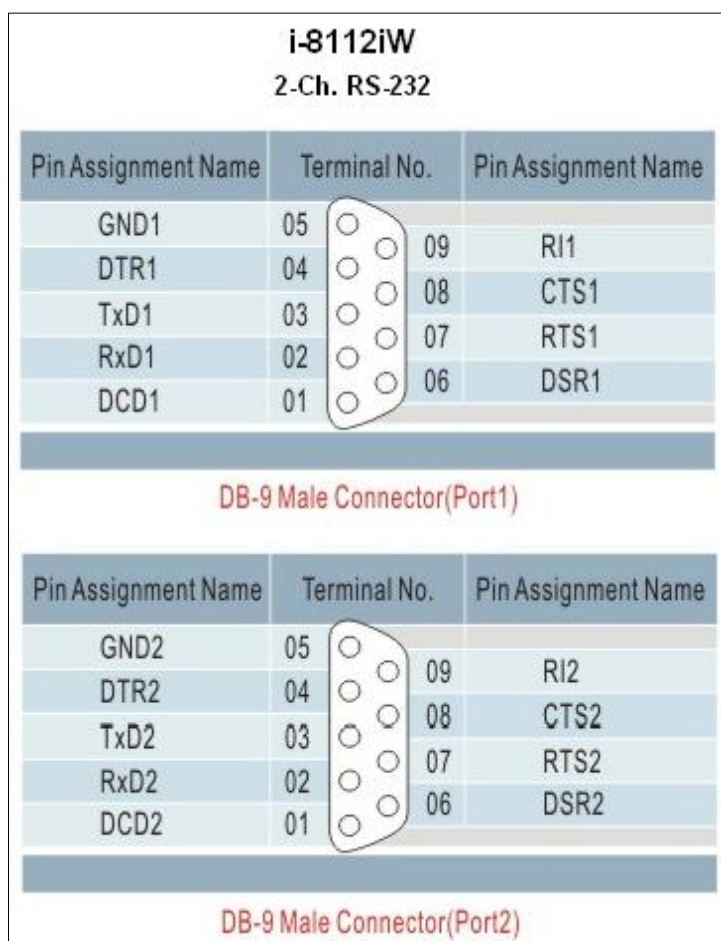 i-8112iW
2-Ch. RS-232
Pin Assignment Name Terminal No. Pin Assignment Name
GND1 05
09 RI1
DTR1 04
08 CTS1
TxD1 03
07 RTS1
RxD1 02
06 DSR1
DCD1 01
DB-9 Male Connector(Port1)
Pin Assignment Name Terminal No. Pin Assignment Name
GND2 05
09 RI2
DTR2 04
08 CTS2
TxD2 03
07 RTS2
RxD2 02
06 DSR2
DCD2 01
DB-9 Male Connector(Port2)